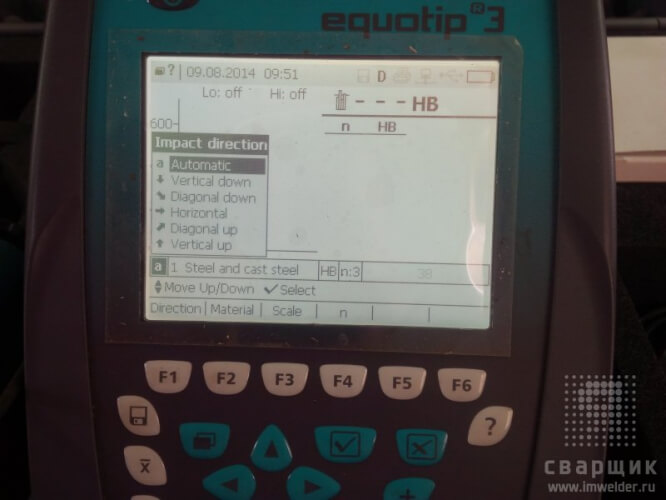 equotip®3
? 09.08.2014 09:51 D
Lo: off Hi: off
- - - HB
n HB
600
Impact direction
a Automatic
Vertical down
Diagonal down
Horizontal
Diagonal up
Vertical up
a 1 Steel and cast steel HB n:3 38
Move Up/Down Select
Direction Material Scale n
F1 F2 F3 F4 F5 F6
?
x̄
+
сварщик
www.imwelder.ru